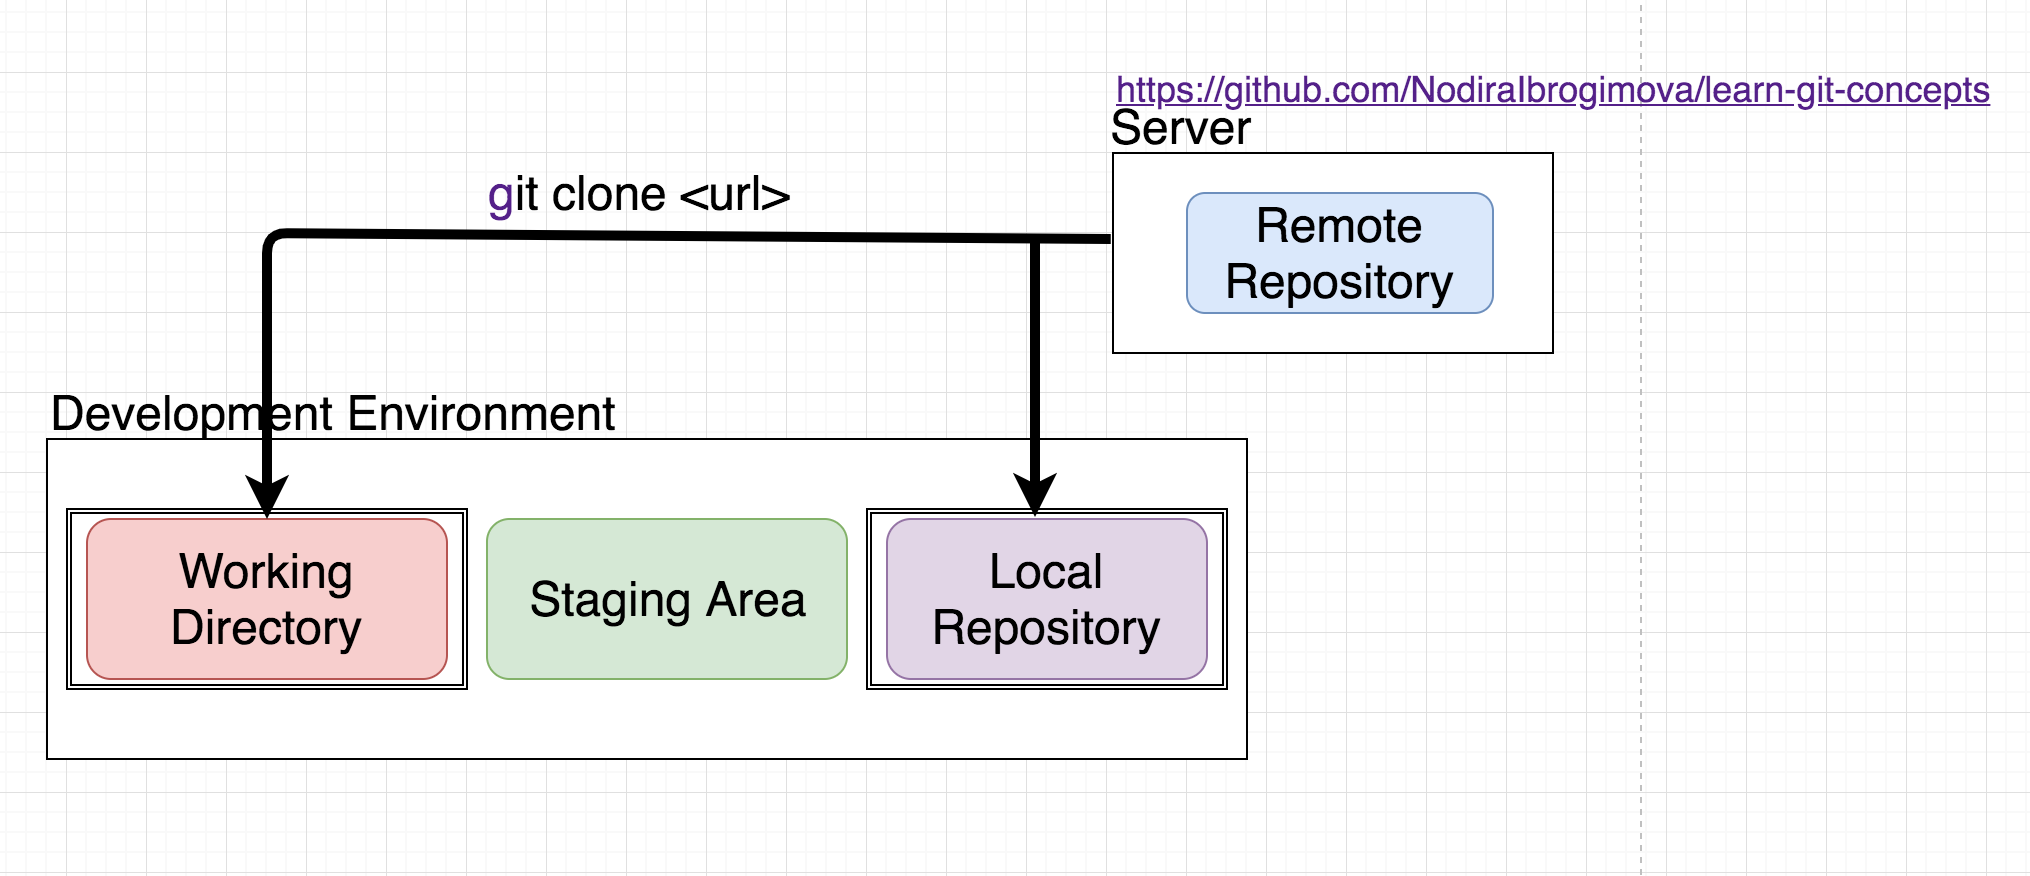 https://github.com/NodiraIbrogimova/learn-git-concepts
Server
git clone <url>
Remote
Repository
Development Environment
Working
Directory
Staging Area
Local
Repository